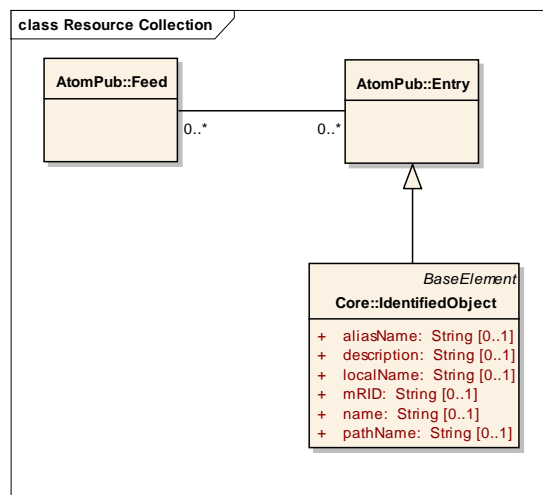 class Resource Collection
AtomPub::Feed
AtomPub::Entry
0..*
0..*
BaseElement
Core::IdentifiedObject
+ aliasName: String [0..1]
+ description: String [0..1]
+ localName: String [0..1]
+ mRID: String [0..1]
+ name: String [0..1]
+ pathName: String [0..1]